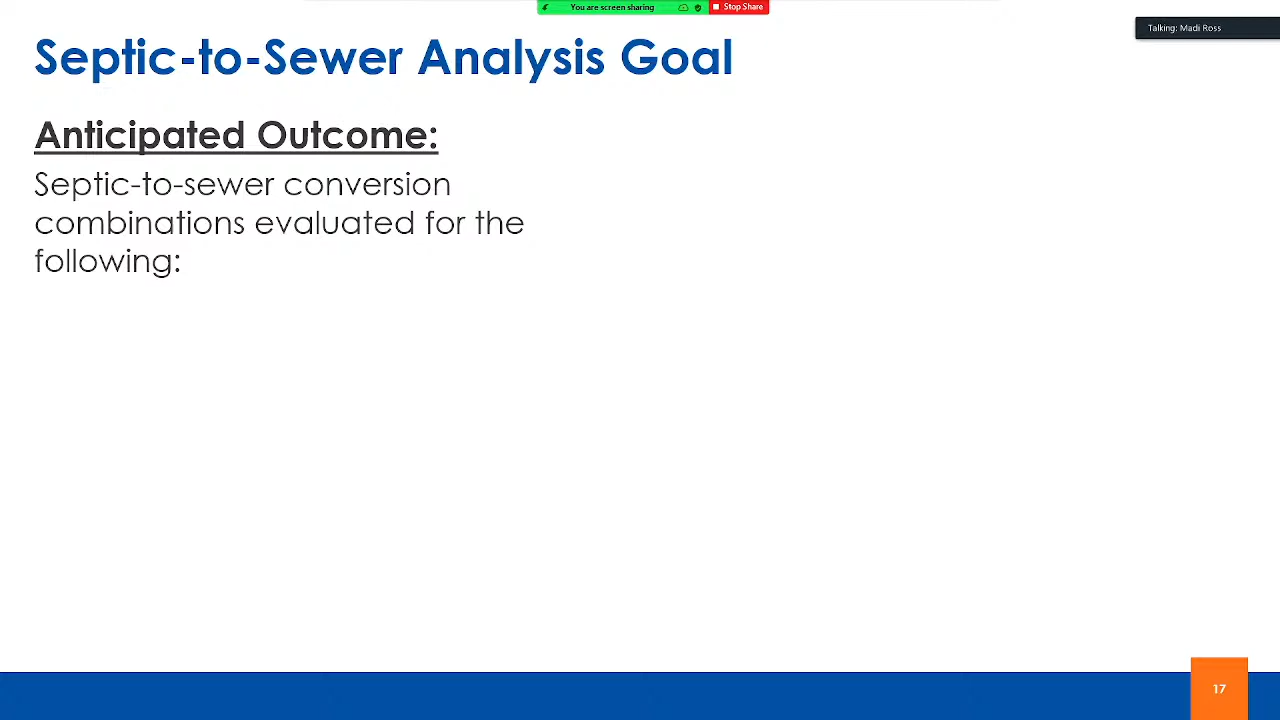 You are screen sharing
Stop Share
Talking: Madi Ross
Septic-to-Sewer Analysis Goal
Anticipated Outcome:
Septic-to-sewer conversion
combinations evaluated for the
following:
17